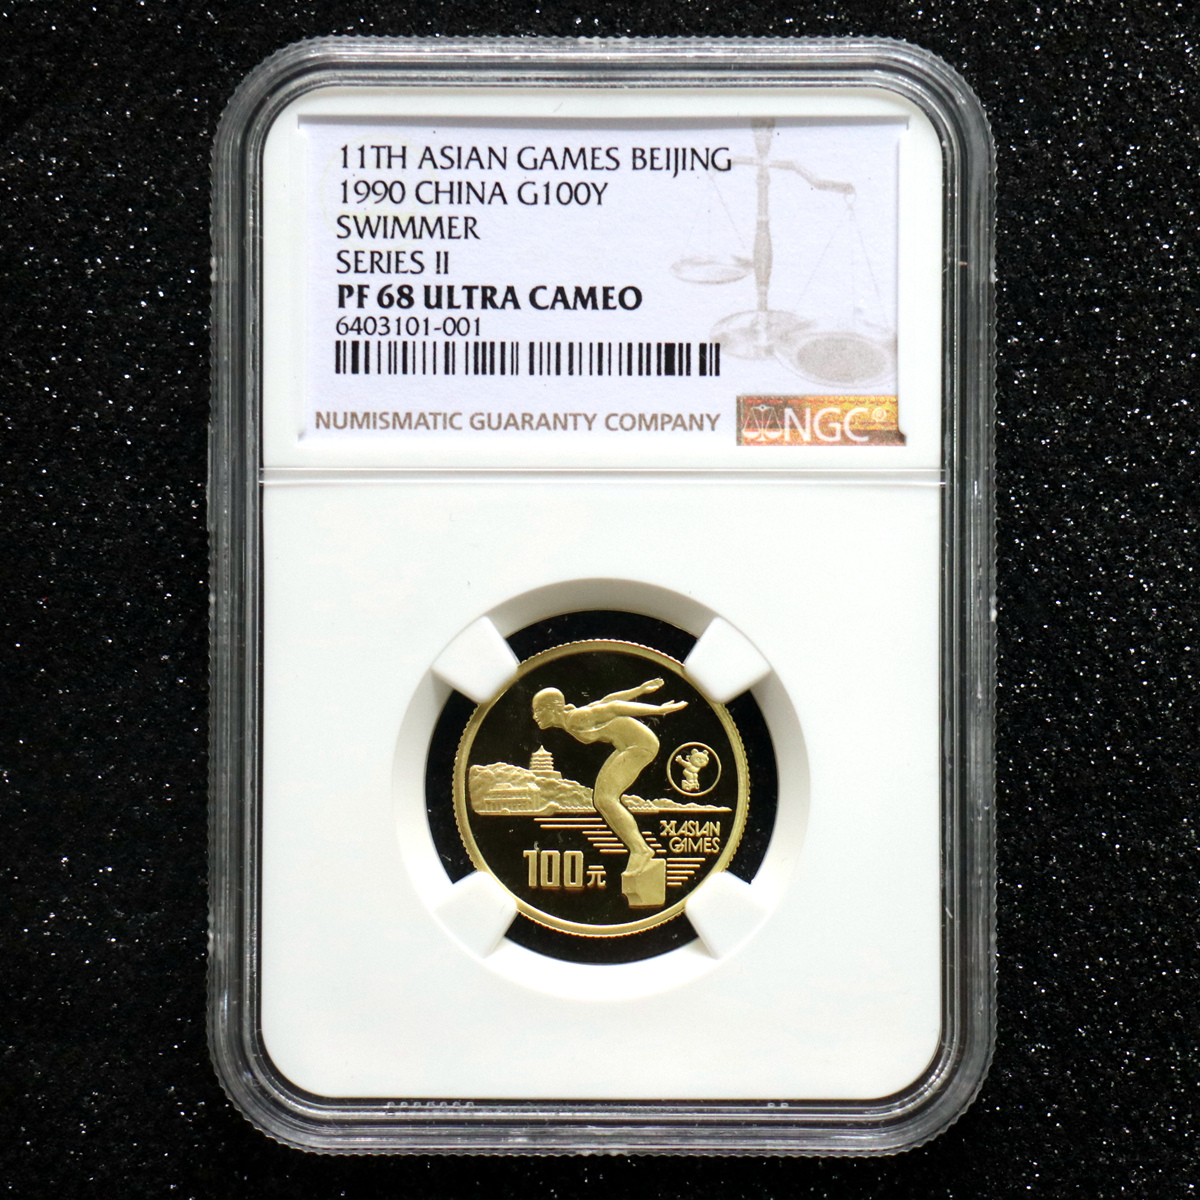 11TH ASIAN GAMES BEIJING
1990 CHINA G100Y
SWIMMER
SERIES II
PF 68 ULTRA CAMEO
6403101-001
NUMISMATIC GUARANTY COMPANY
NGC®
XI ASIAN
GAMES
100元